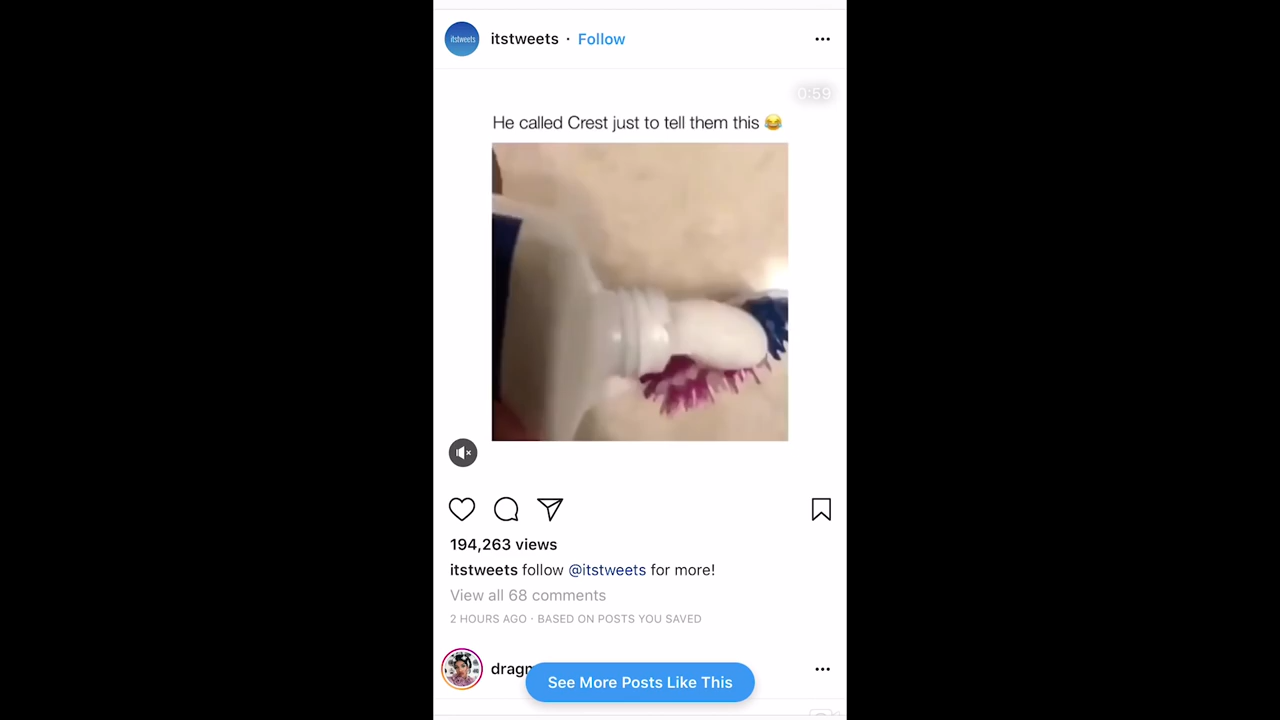 itstweets
itstweets · Follow
0:59
He called Crest just to tell them this 😂
194,263 views
itstweets follow @itstweets for more!
View all 68 comments
2 HOURS AGO · BASED ON POSTS YOU SAVED
See More Posts Like This